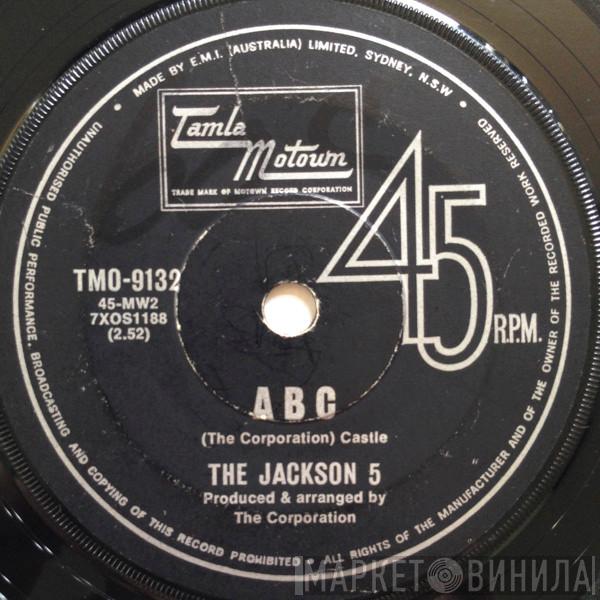 MADE BY E.M.I. (AUSTRALIA) LIMITED, SYDNEY, N.S.W •
UNAUTHORISED PUBLIC PERFORMANCE, BROADCASTING AND COPYING OF THIS RECORD PROHIBITED • ALL RIGHTS OF THE MANUFACTURER AND OF THE OWNER OF THE RECORDED WORK RESERVED
Tamla
Motown
TRADE MARK OF MOTOWN RECORD CORPORATION
45 R.P.M.
TMO-9132
45-MW2
7XOS1188
(2.52)
ABC
(The Corporation) Castle
THE JACKSON 5
Produced & arranged by
The Corporation
МАРКЕТ ВИНИЛА